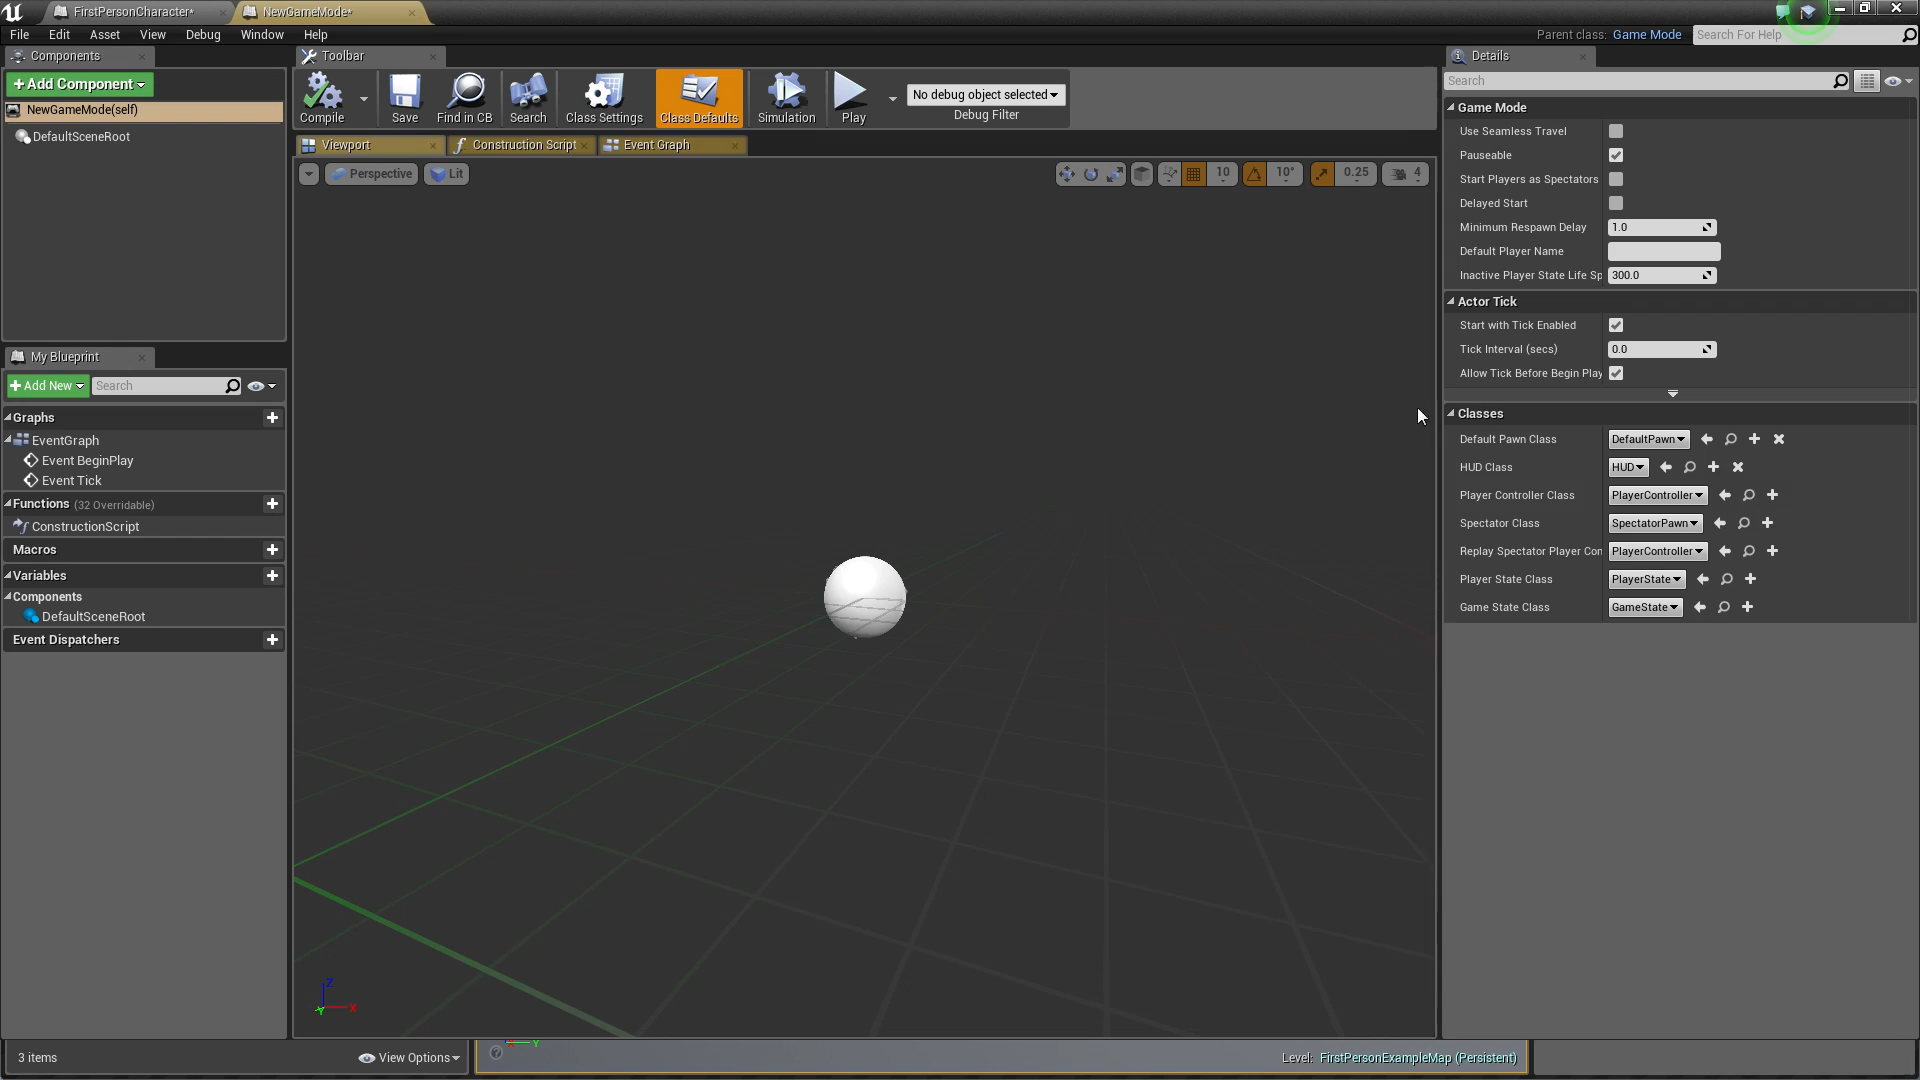 FirstPersonCharacter*
NewGameMode*
File Edit Asset View Debug Window Help
Parent class: Game Mode
Search For Help
Components
+Add Component
NewGameMode(self)
DefaultSceneRoot
My Blueprint
+Add New
Search
Graphs
EventGraph
Event BeginPlay
Event Tick
Functions (32 Overridable)
ConstructionScript
Macros
Variables
Components
DefaultSceneRoot
Event Dispatchers
Toolbar
Compile
Save
Find in CB
Search
Class Settings
Class Defaults
Simulation
Play
No debug object selected
Debug Filter
Viewport
Construction Script
Event Graph
Perspective
Lit
10
10°
0.25
4
Z
X
Y
Details
Search
Game Mode
Use Seamless Travel
Pauseable
Start Players as Spectators
Delayed Start
Minimum Respawn Delay 1.0
Default Player Name
Inactive Player State Life Sp 300.0
Actor Tick
Start with Tick Enabled
Tick Interval (secs) 0.0
Allow Tick Before Begin Play
Classes
Default Pawn Class DefaultPawn
HUD Class HUD
Player Controller Class PlayerController
Spectator Class SpectatorPawn
Replay Spectator Player Con PlayerController
Player State Class PlayerState
Game State Class GameState
3 items
View Options
Y
Level: FirstPersonExampleMap (Persistent)